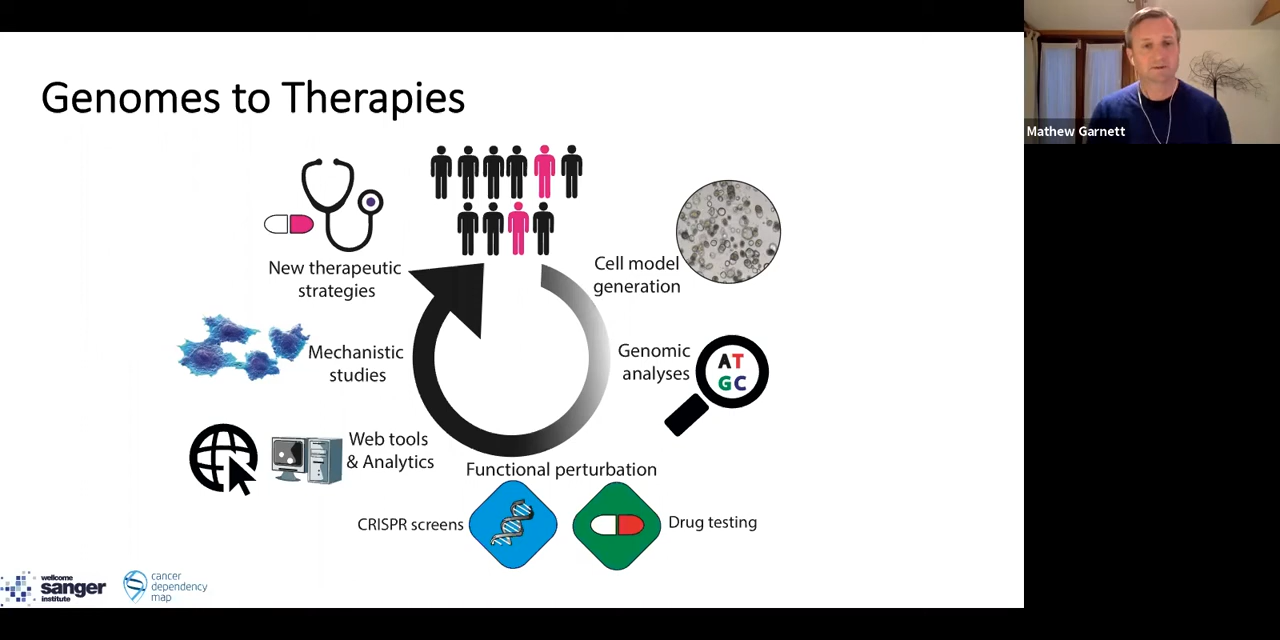 Genomes to Therapies
Mathew Garnett
New therapeutic
strategies
Cell model
generation
Mechanistic
studies
Genomic
analyses
AT
GC
Web tools
& Analytics
Functional perturbation
CRISPR screens
Drug testing
wellcome
sanger
institute
cancer
dependency
map